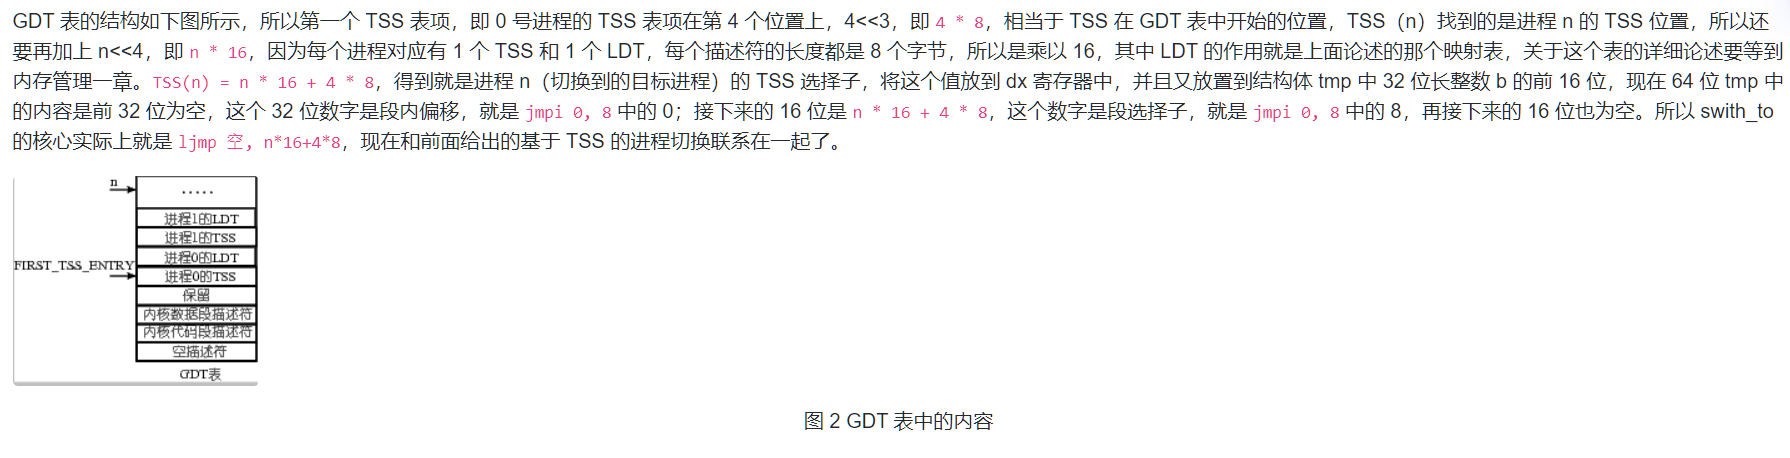 GDT 表的结构如下图所示，所以第一个 TSS 表项，即 0 号进程的 TSS 表项在第 4 个位置上，4<<3，即 4 * 8，相当于 TSS 在 GDT 表中开始的位置，TSS（n）找到的是进程 n 的 TSS 位置，所以还
要再加上 n<<4，即 n * 16，因为每个进程对应有 1 个 TSS 和 1 个 LDT，每个描述符的长度都是 8 个字节，所以是乘以 16，其中 LDT 的作用就是上面论述的那个映射表，关于这个表的详细论述要等到
内存管理一章。TSS(n) = n * 16 + 4 * 8，得到就是进程 n（切换到的目标进程）的 TSS 选择子，将这个值放到 dx 寄存器中，并且又放置到结构体 tmp 中 32 位长整数 b 的前 16 位，现在 64 位 tmp 中
的内容是前 32 位为空，这个 32 位数字是段内偏移，就是 jmpi 0, 8 中的 0；接下来的 16 位是 n * 16 + 4 * 8，这个数字是段选择子，就是 jmpi 0, 8 中的 8，再接下来的 16 位也为空。所以 swith_to
的核心实际上就是 ljmp 空, n*16+4*8，现在和前面给出的基于 TSS 的进程切换联系在一起了。
n
.....
进程1的LDT
进程1的TSS
进程0的LDT
FIRST_TSS_ENTRY
进程0的TSS
保留
内核数据段描述符
内核代码段描述符
空描述符
GDT表
图 2 GDT 表中的内容